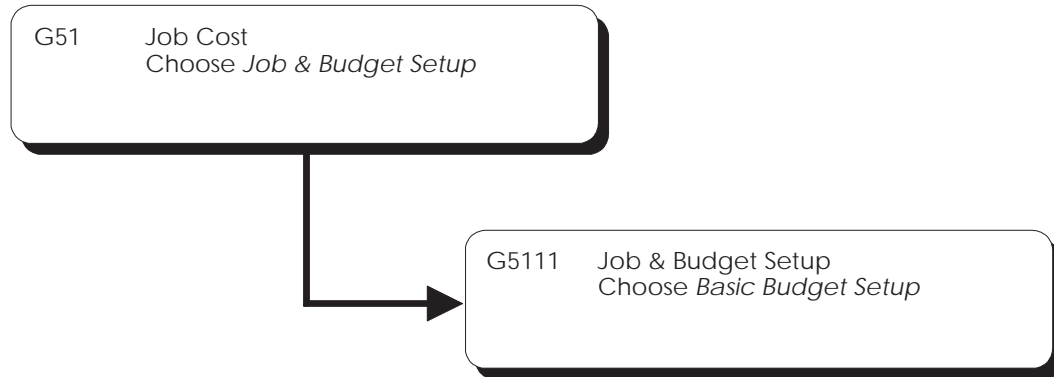 G51 Job Cost
Choose Job & Budget Setup
G5111 Job & Budget Setup
Choose Basic Budget Setup